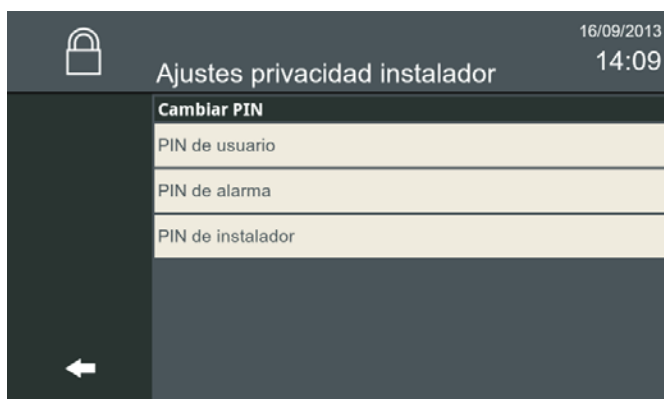 16/09/2013
14:09
Ajustes privacidad instalador
Cambiar PIN
PIN de usuario
PIN de alarma
PIN de instalador